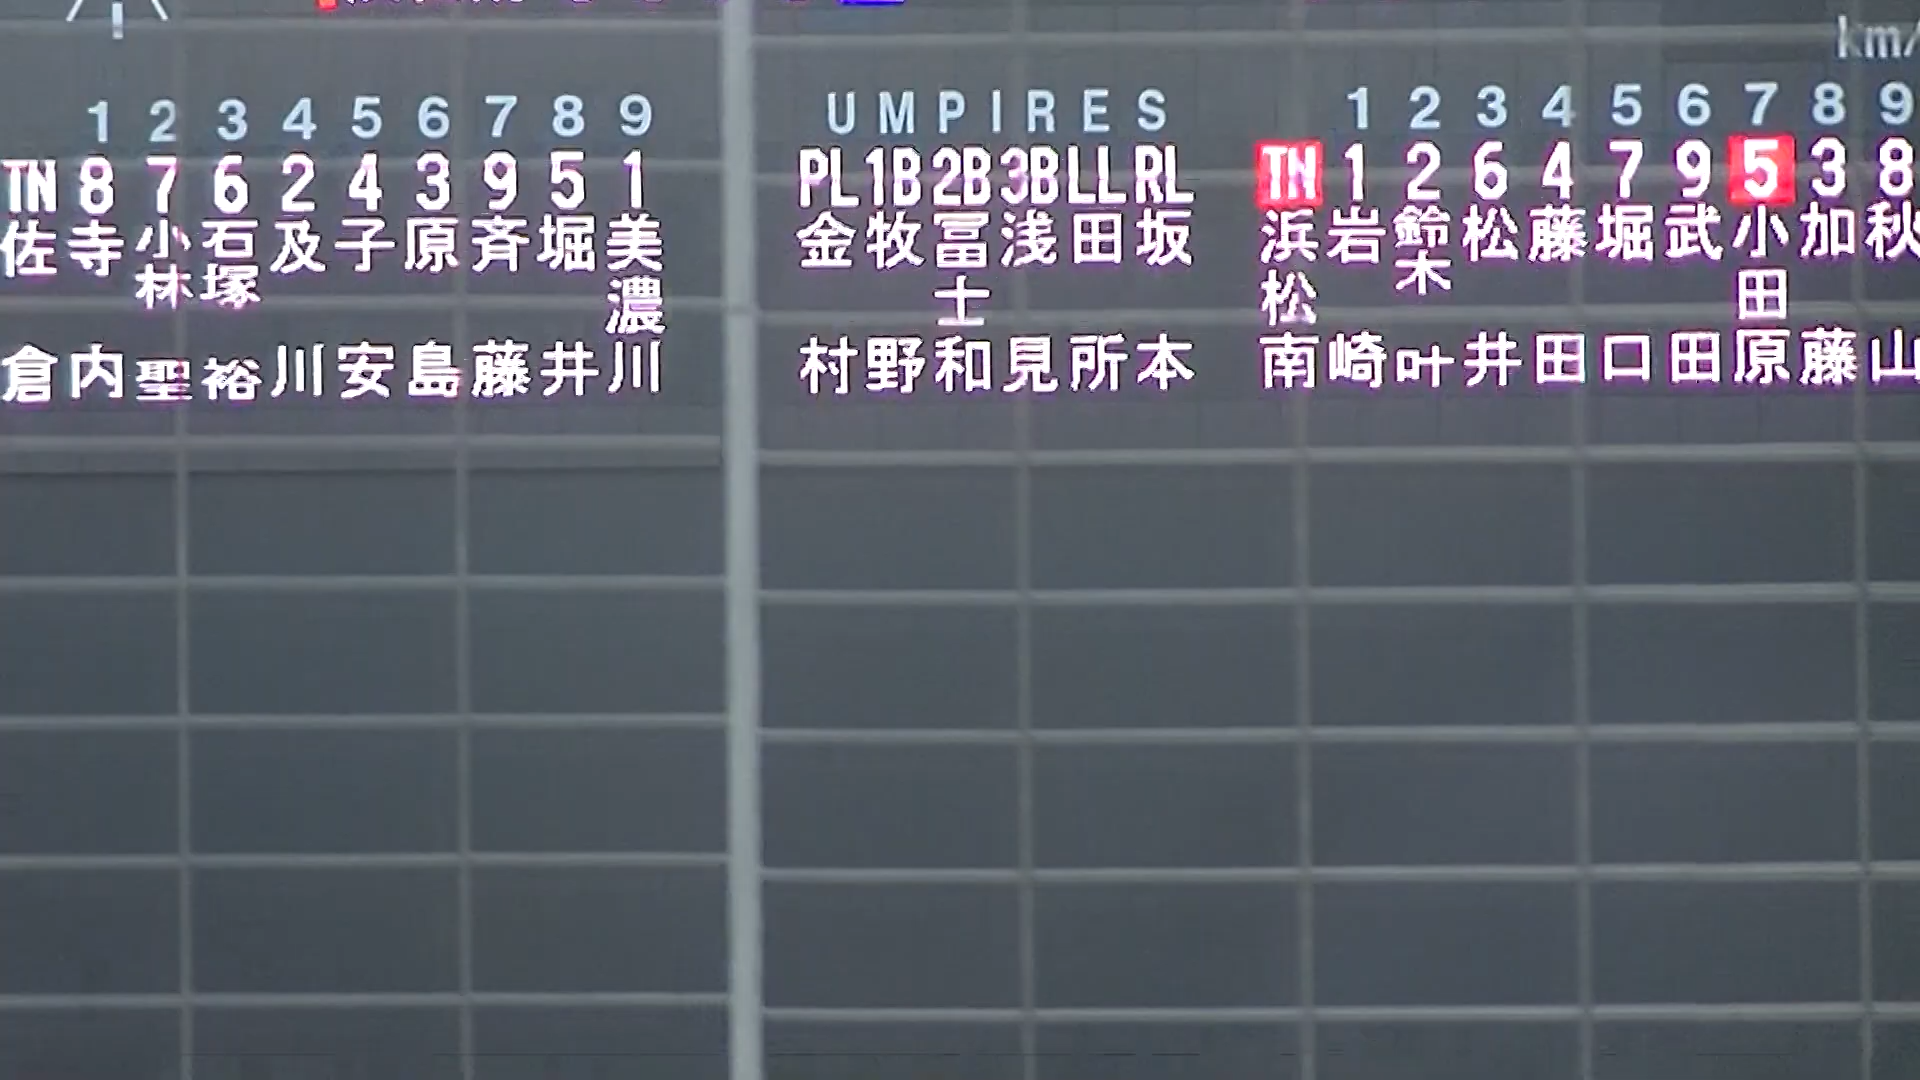 km/
1 2 3 4 5 6 7 8 9
TN 8 7 6 2 4 3 9 5 1
佐倉
寺内
小林聖
石塚裕
及川
子安
原島
斉藤
堀井
美濃川
UMPIRES
PL 1B 2B 3B LL RL
金村
牧野
冨士和
浅見
田所
坂本
1 2 3 4 5 6 7 8 9
TN 1 2 6 4 7 9 5 3 8
浜松南
岩崎
鈴木叶
松井
藤田
堀口
武田
小田原
加藤
秋山